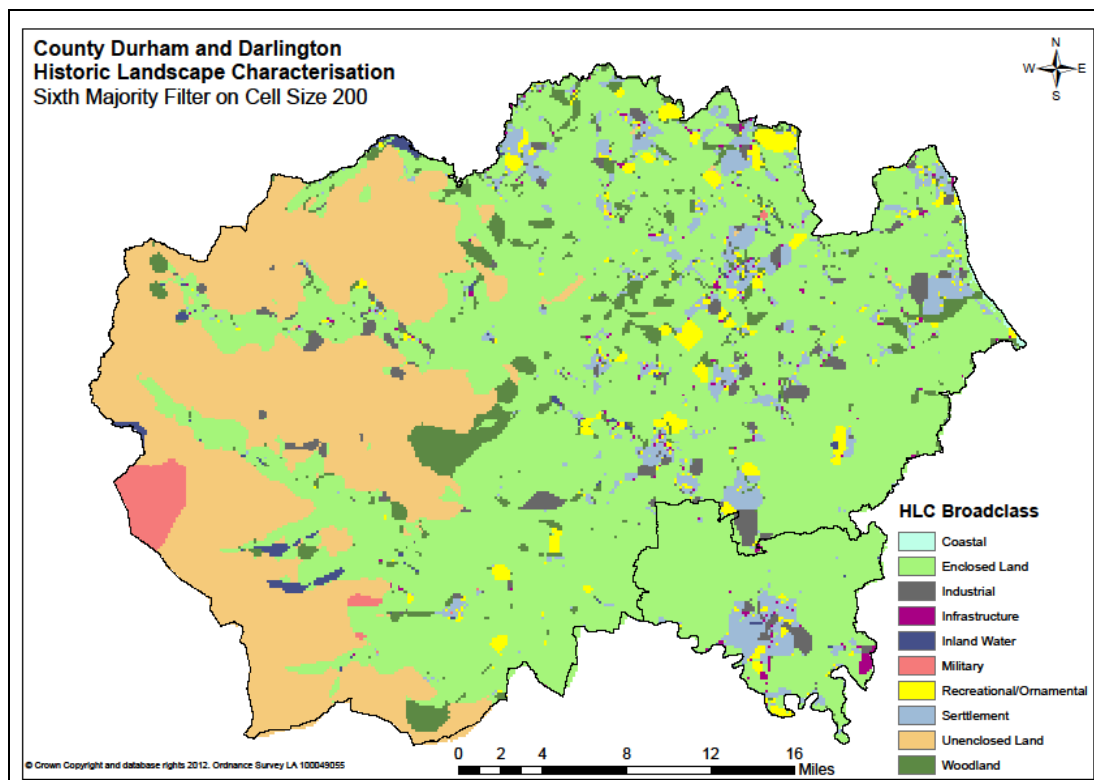 County Durham and Darlington
Historic Landscape Characterisation
Sixth Majority Filter on Cell Size 200
N
W E
S
HLC Broadclass
Coastal
Enclosed Land
Industrial
Infrastructure
Inland Water
Military
Recreational/Ornamental
Serttlement
Unenclosed Land
Woodland
0 2 4 8 12 16
Miles
© Crown Copyright and database rights 2012. Ordnance Survey LA 100049055